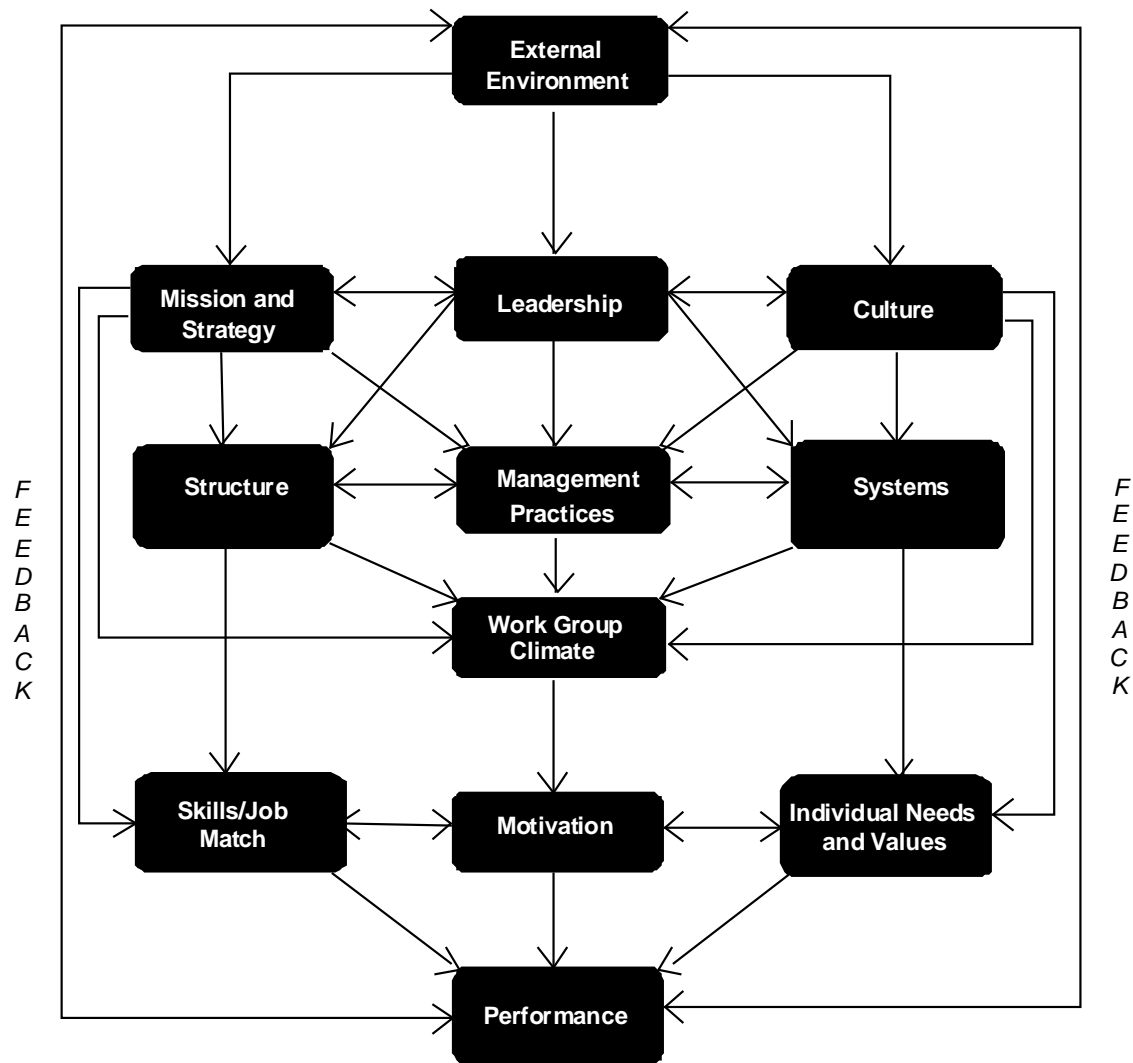 External
Environment
Mission and
Strategy
Leadership
Culture
Structure
Management
Practices
Systems
F
E
E
D
B
A
C
K
F
E
E
D
B
A
C
K
Work Group
Climate
Skills/Job
Match
Motivation
Individual Needs
and Values
Performance